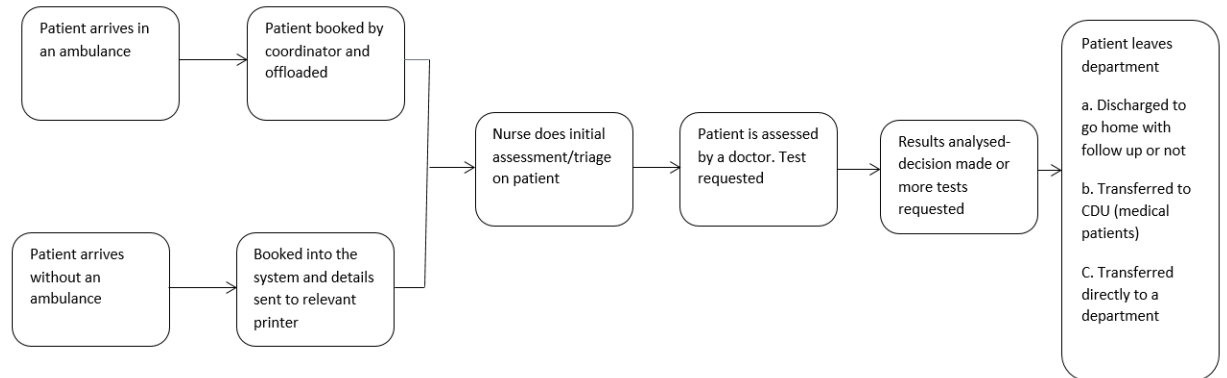 Patient arrives in
an ambulance
Patient booked by
coordinator and
offloaded
Patient arrives
without an
ambulance
Booked into the
system and details
sent to relevant
printer
Nurse does initial
assessment/triage
on patient
Patient is assessed
by a doctor. Test
requested
Results analysed-
decision made or
more tests
requested
Patient leaves
department
a. Discharged to
go home with
follow up or not
b. Transferred to
CDU (medical
patients)
C. Transferred
directly to a
department